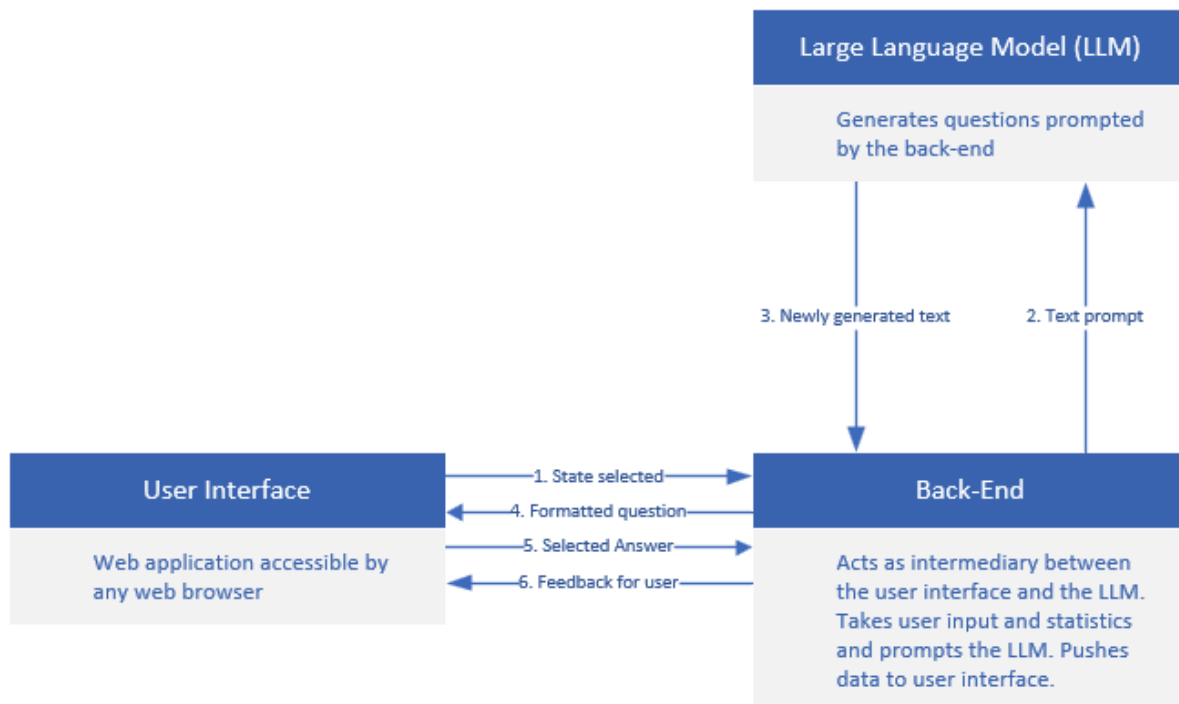 Large Language Model (LLM)
Generates questions prompted
by the back-end
3. Newly generated text
2. Text prompt
User Interface
Web application accessible by
any web browser
1. State selected
4. Formatted question
5. Selected Answer
6. Feedback for user
Back-End
Acts as intermediary between
the user interface and the LLM.
Takes user input and statistics
and prompts the LLM. Pushes
data to user interface.